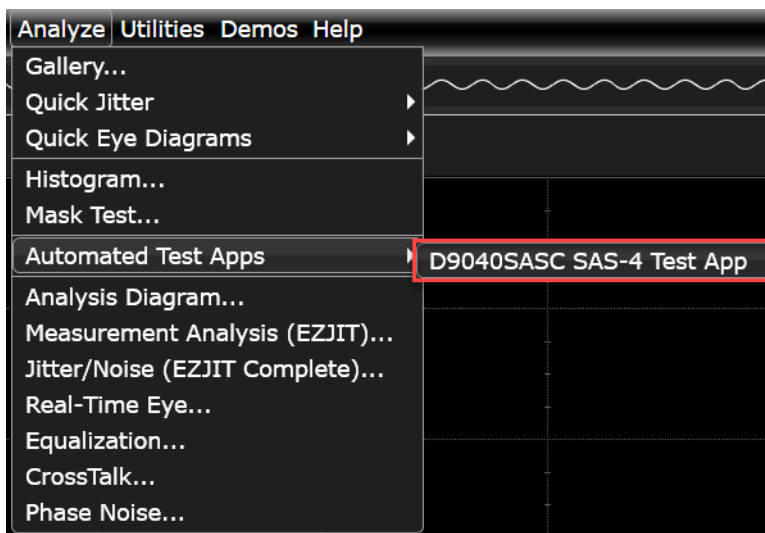 Analyze Utilities Demos Help
Gallery...
Quick Jitter
Quick Eye Diagrams
Histogram...
Mask Test...
Automated Test Apps
D9040SASC SAS-4 Test App
Analysis Diagram...
Measurement Analysis (EZJIT)...
Jitter/Noise (EZJIT Complete)...
Real-Time Eye...
Equalization...
CrossTalk...
Phase Noise...